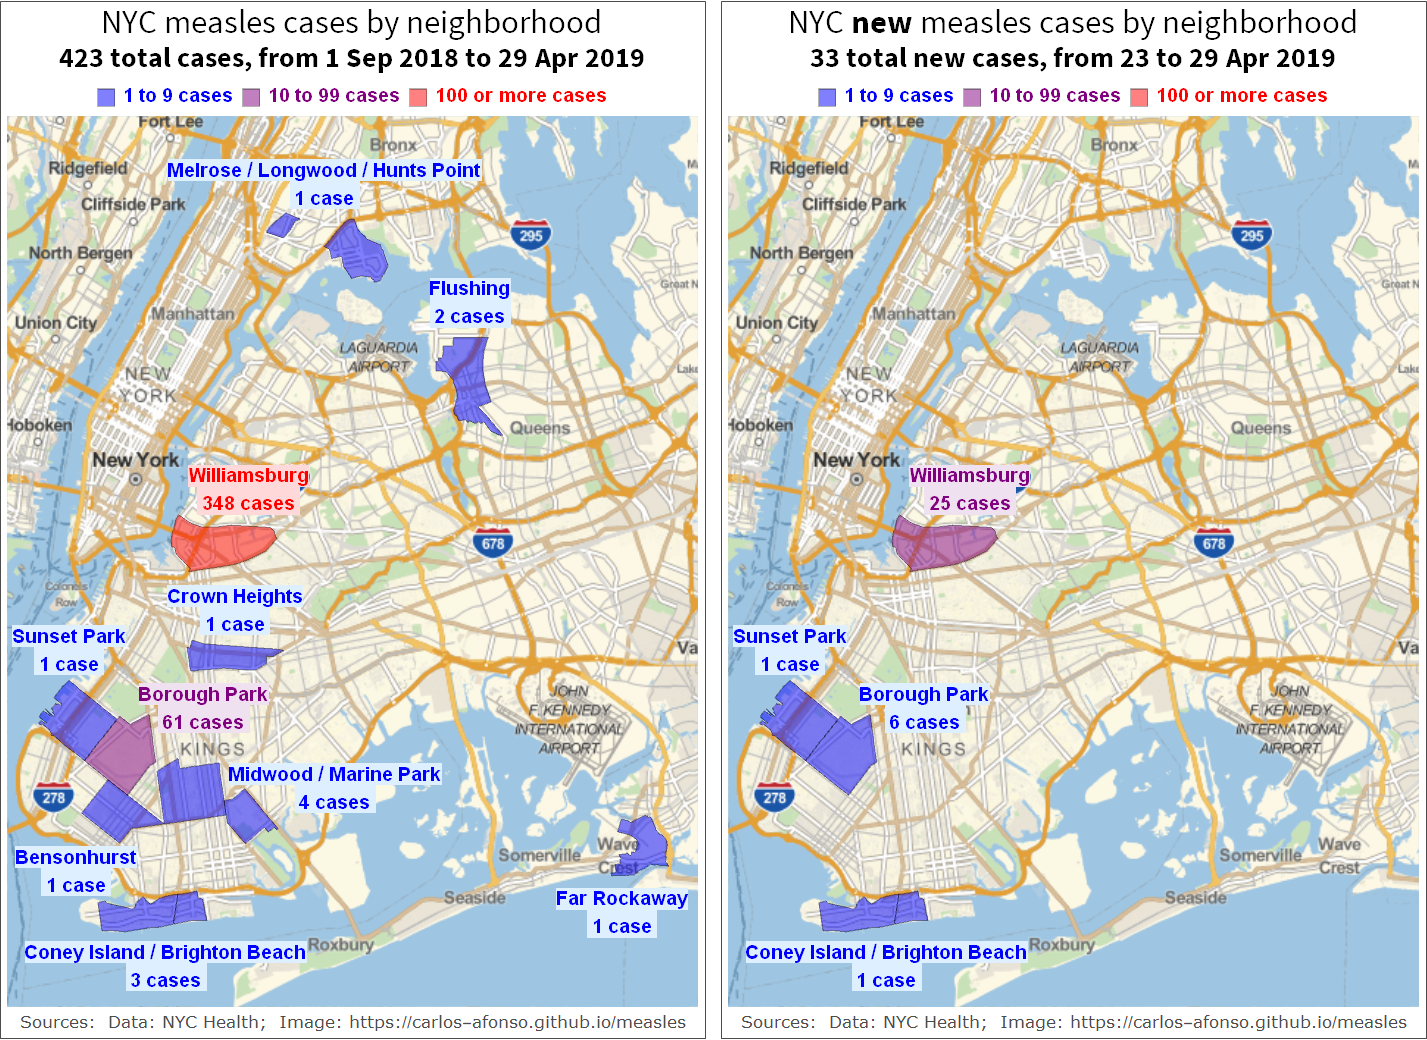 NYC measles cases by neighborhood
423 total cases, from 1 Sep 2018 to 29 Apr 2019
1 to 9 cases 10 to 99 cases 100 or more cases
Fort Lee
Bronx
Ridgefield
Melrose / Longwood / Hunts Point
1 case
Cliffside Park
295
North Bergen
Flushing
2 cases
Manhattan
Union City
LAGUARDIA
AIRPORT
NEW
YORK
Hoboken
Queens
New York
Williamsburg
348 cases
678
Colonels
Row
Crown Heights
1 case
Sunset Park
1 case
Borough Park
61 cases
JOHN
F. KENNEDY
INTERNATIONAL
AIRPORT
KINGS
Midwood / Marine Park
4 cases
278
Bensonhurst
1 case
Somerville
Wave
Crest
Seaside
Far Rockaway
1 case
Roxbury
Coney Island / Brighton Beach
3 cases
Sources: Data: NYC Health; Image: https://carlos-afonso.github.io/measles
NYC new measles cases by neighborhood
33 total new cases, from 23 to 29 Apr 2019
1 to 9 cases 10 to 99 cases 100 or more cases
Fort Lee
Bronx
Ridgefield
Cliffside Park
295
North Bergen
Manhattan
Union City
LAGUARDIA
AIRPORT
NEW
YORK
Hoboken
Queens
New York
Williamsburg
25 cases
678
Colonels
Row
Sunset Park
1 case
Borough Park
6 cases
JOHN
F. KENNEDY
INTERNATIONAL
AIRPORT
KINGS
278
Somerville
Wave
Crest
Seaside
Roxbury
Coney Island / Brighton Beach
1 case
Sources: Data: NYC Health; Image: https://carlos-afonso.github.io/measles